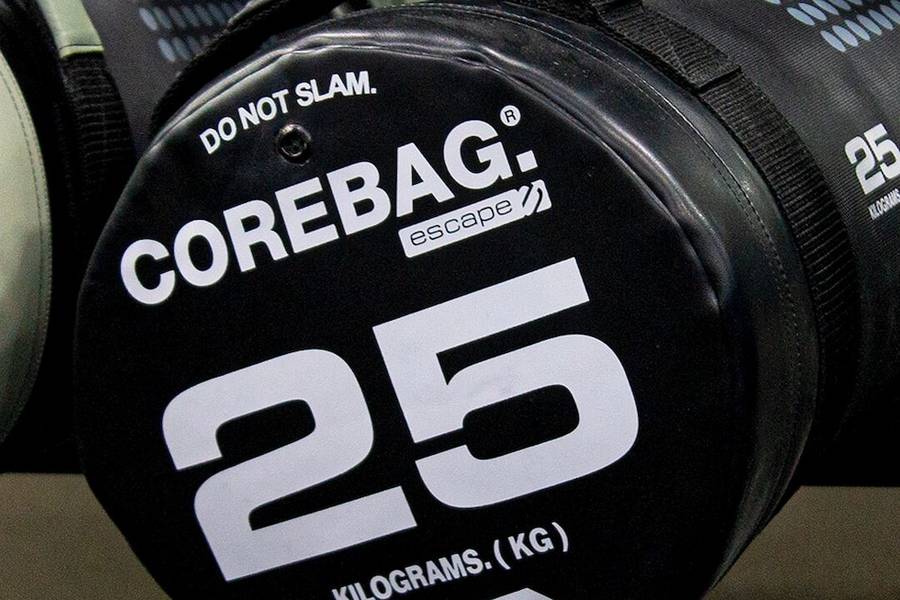 DO NOT SLAM.
COREBAG.®
escape
25
KILOGRAMS. (KG)
25
KILOGRAMS